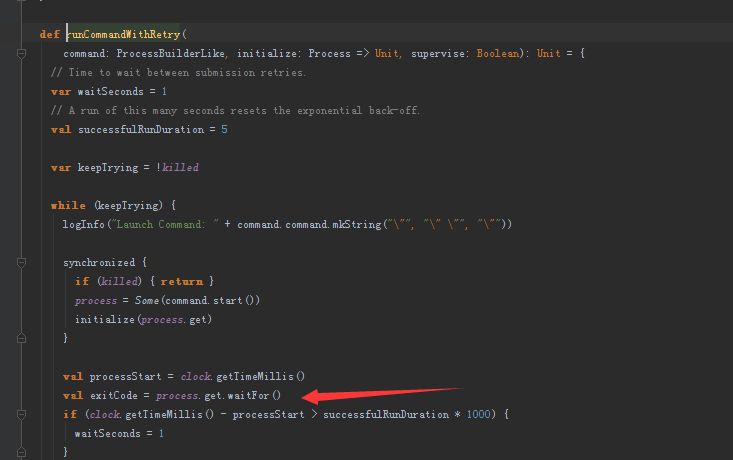 def runCommandWithRetry(
command: ProcessBuilderLike, initialize: Process => Unit, supervise: Boolean): Unit = {
// Time to wait between submission retries.
var waitSeconds = 1
// A run of this many seconds resets the exponential back-off.
val successfulRunDuration = 5
var keepTrying = !killed
while (keepTrying) {
logInfo("Launch Command: " + command.command.mkString("\"", "\" \"", "\""))
synchronized {
if (killed) { return }
process = Some(command.start())
initialize(process.get)
}
val processStart = clock.getTimeMillis()
val exitCode = process.get.waitFor()
if (clock.getTimeMillis() - processStart > successfulRunDuration * 1000) {
waitSeconds = 1
}